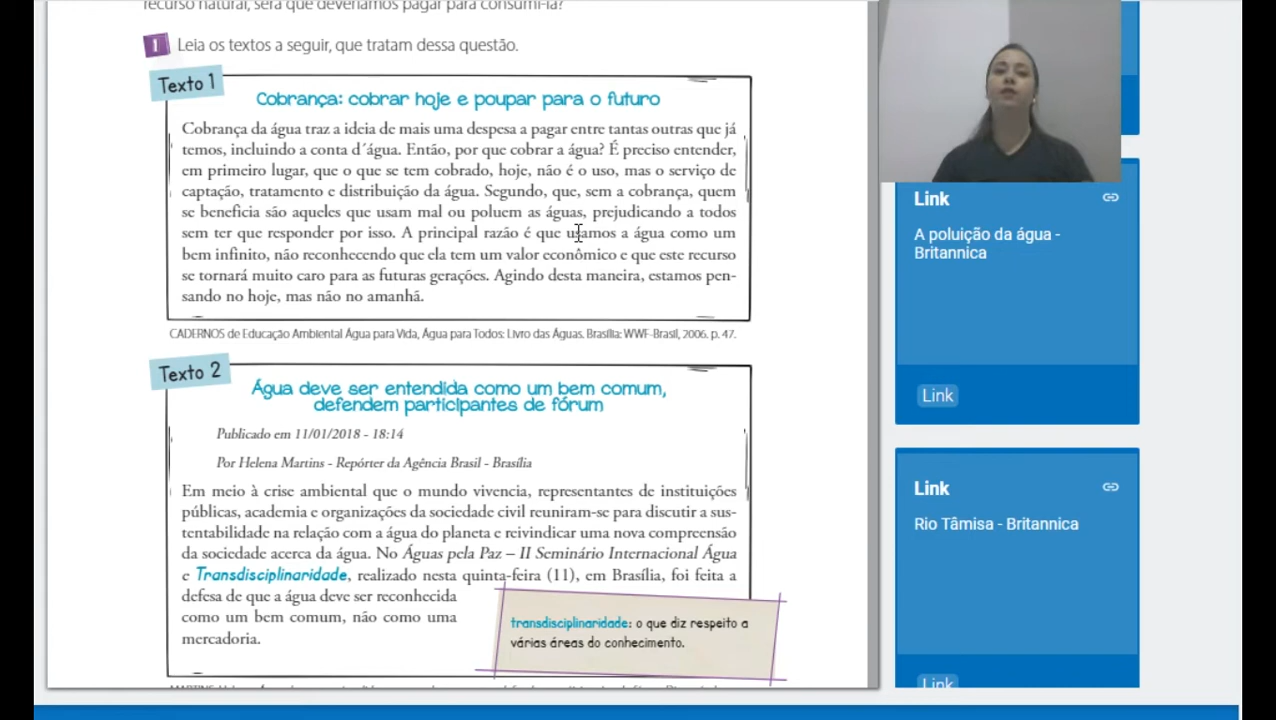 recurso natural, será que deveríamos pagar para consumi-la?
1 Leia os textos a seguir, que tratam dessa questão.
Texto 1
Cobrança: cobrar hoje e poupar para o futuro
Cobrança da água traz a ideia de mais uma despesa a pagar entre tantas outras que já
temos, incluindo a conta d´água. Então, por que cobrar a água? É preciso entender,
em primeiro lugar, que o que se tem cobrado, hoje, não é o uso, mas o serviço de
captação, tratamento e distribuição da água. Segundo, que, sem a cobrança, quem
se beneficia são aqueles que usam mal ou poluem as águas, prejudicando a todos
sem ter que responder por isso. A principal razão é que usamos a água como um
bem infinito, não reconhecendo que ela tem um valor econômico e que este recurso
se tornará muito caro para as futuras gerações. Agindo desta maneira, estamos pen-
sando no hoje, mas não no amanhã.
CADERNOS de Educação Ambiental Água para Vida, Água para Todos: Livro das Águas. Brasília: WWF-Brasil, 2006. p. 47.
Texto 2
Água deve ser entendida como um bem comum,
defendem participantes de fórum
Publicado em 11/01/2018 - 18:14
Por Helena Martins - Repórter da Agência Brasil - Brasília
Em meio à crise ambiental que o mundo vivencia, representantes de instituições
públicas, academia e organizações da sociedade civil reuniram-se para discutir a sus-
tentabilidade na relação com a água do planeta e reivindicar uma nova compreensão
da sociedade acerca da água. No Águas pela Paz – II Seminário Internacional Água
e Transdisciplinaridade, realizado nesta quinta-feira (11), em Brasília, foi feita a
defesa de que a água deve ser reconhecida
como um bem comum, não como uma
mercadoria.
transdisciplinaridade: o que diz respeito a
várias áreas do conhecimento.
Link
A poluição da água -
Britannica
Link
Link
Rio Tâmisa - Britannica
Link